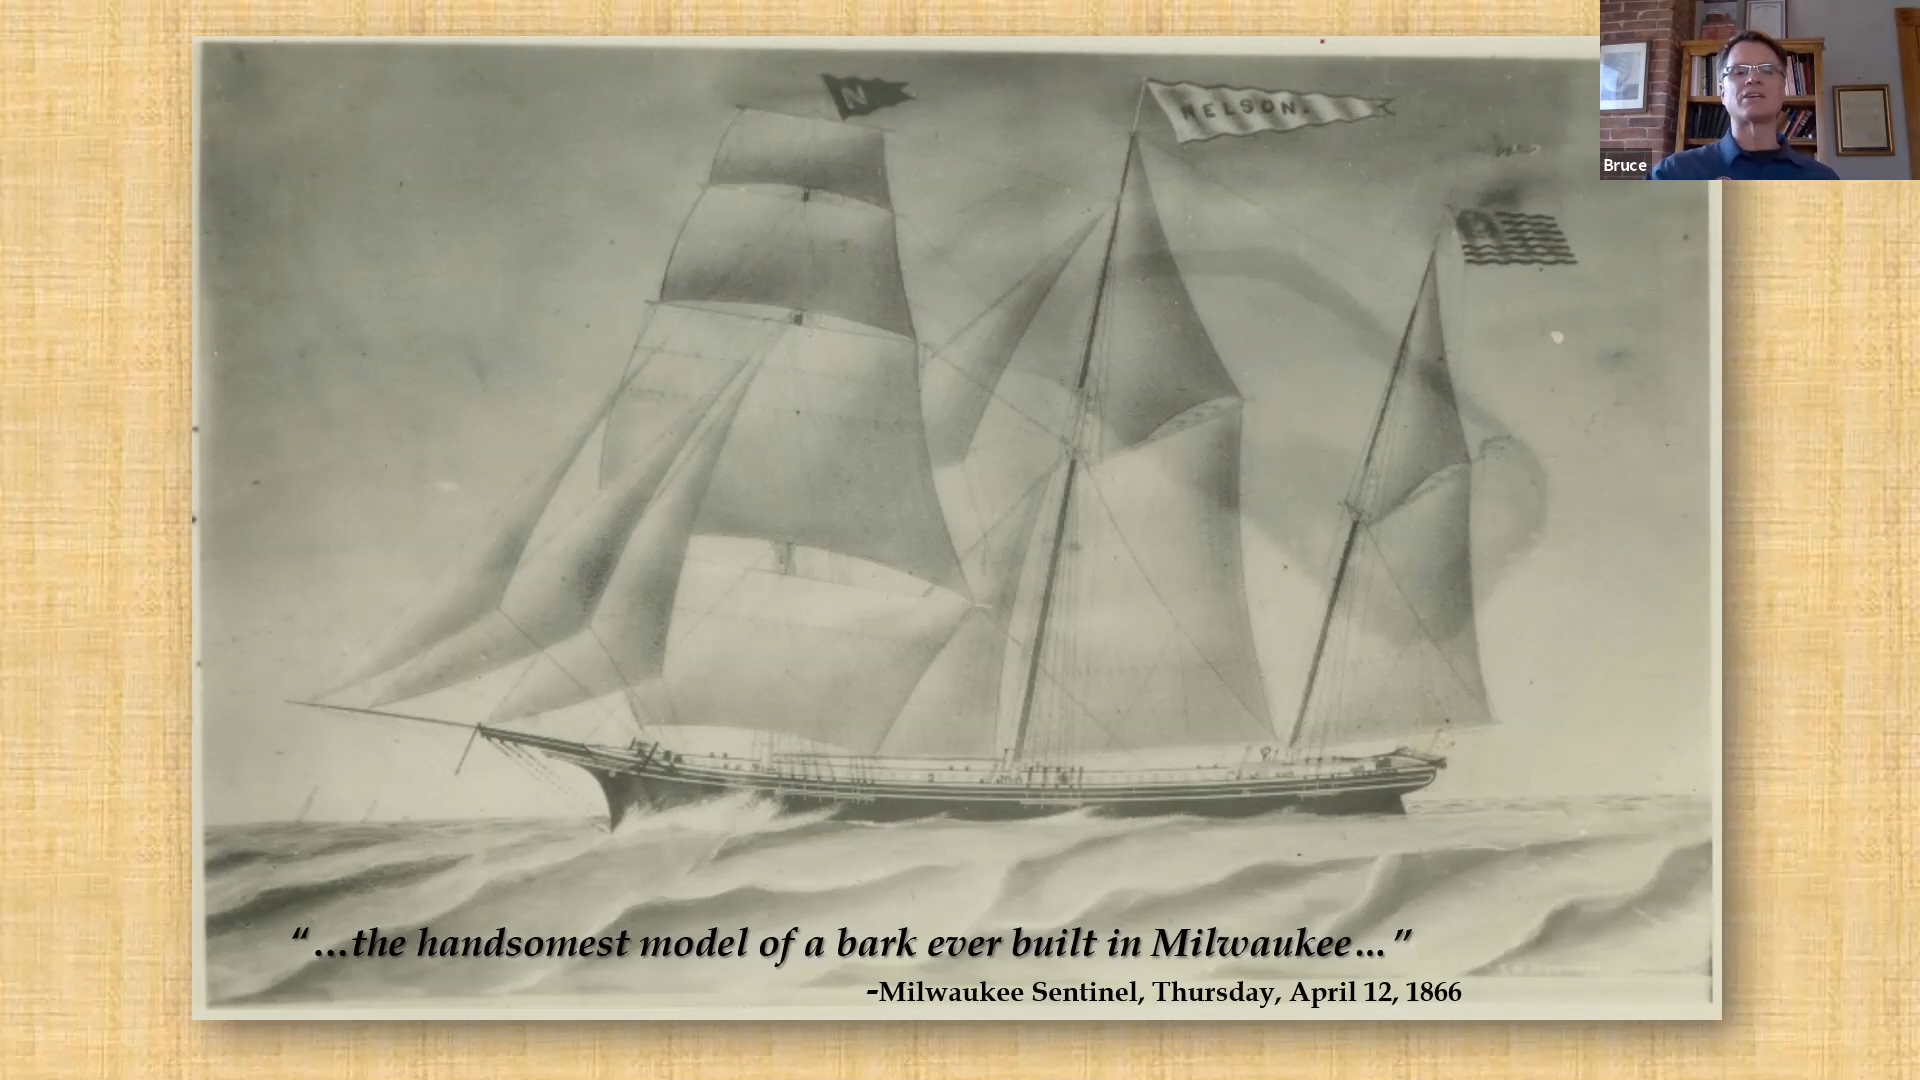 N
NELSON.
Bruce
“...the handsomest model of a bark ever built in Milwaukee...”
-Milwaukee Sentinel, Thursday, April 12, 1866